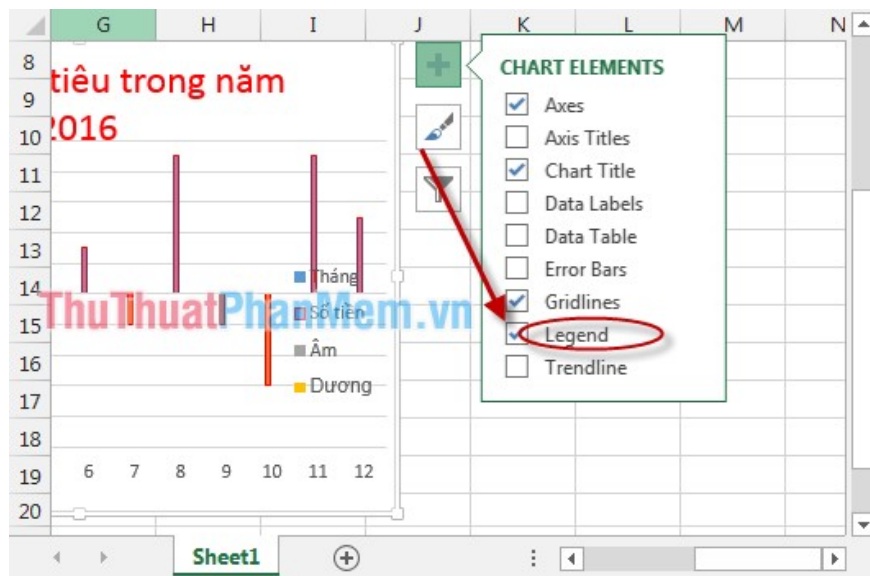 G H I J K L M N
8
9
10
11
12
13
14
15
16
17
18
19
20
tiêu trong năm
2016
Tháng
Số tiền
Âm
Dương
6 7 8 9 10 11 12
ThuThuatPhanMem.vn
CHART ELEMENTS
Axes
Axis Titles
Chart Title
Data Labels
Data Table
Error Bars
Gridlines
Legend
Trendline
Sheet1